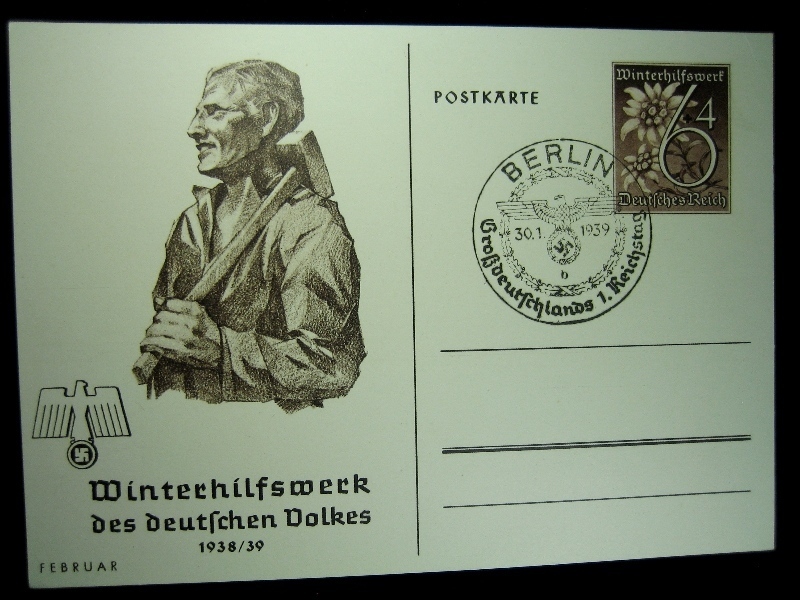 POSTKARTE
Winterhilfswerk
6+4
Deutsches Reich
BERLIN
30.1. 1939
b
Großdeutschlands 1. Reichstag
Winterhilfswerk
des deutschen Volkes
1938/39
FEBRUAR